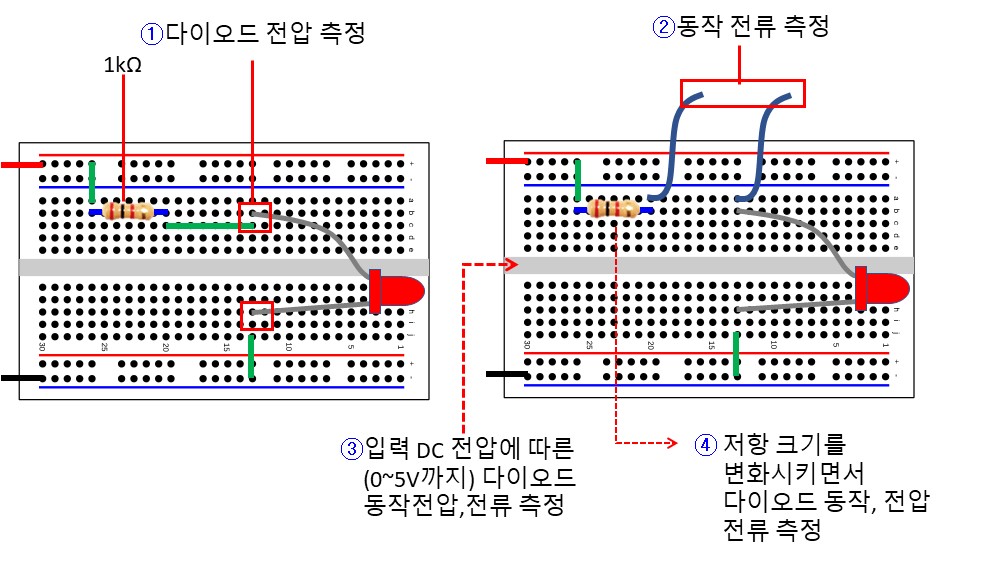 ①다이오드 전압 측정
1kΩ
②동작 전류 측정
+
-
a
b
c
d
e
h
i
j
30
25
20
15
10
5
1
+
-
+
-
a
b
c
d
e
h
i
j
30
25
20
15
10
5
1
+
-
③입력 DC 전압에 따른
(0~5V까지) 다이오드
동작전압,전류 측정
④ 저항 크기를
변화시키면서
다이오드 동작, 전압
전류 측정